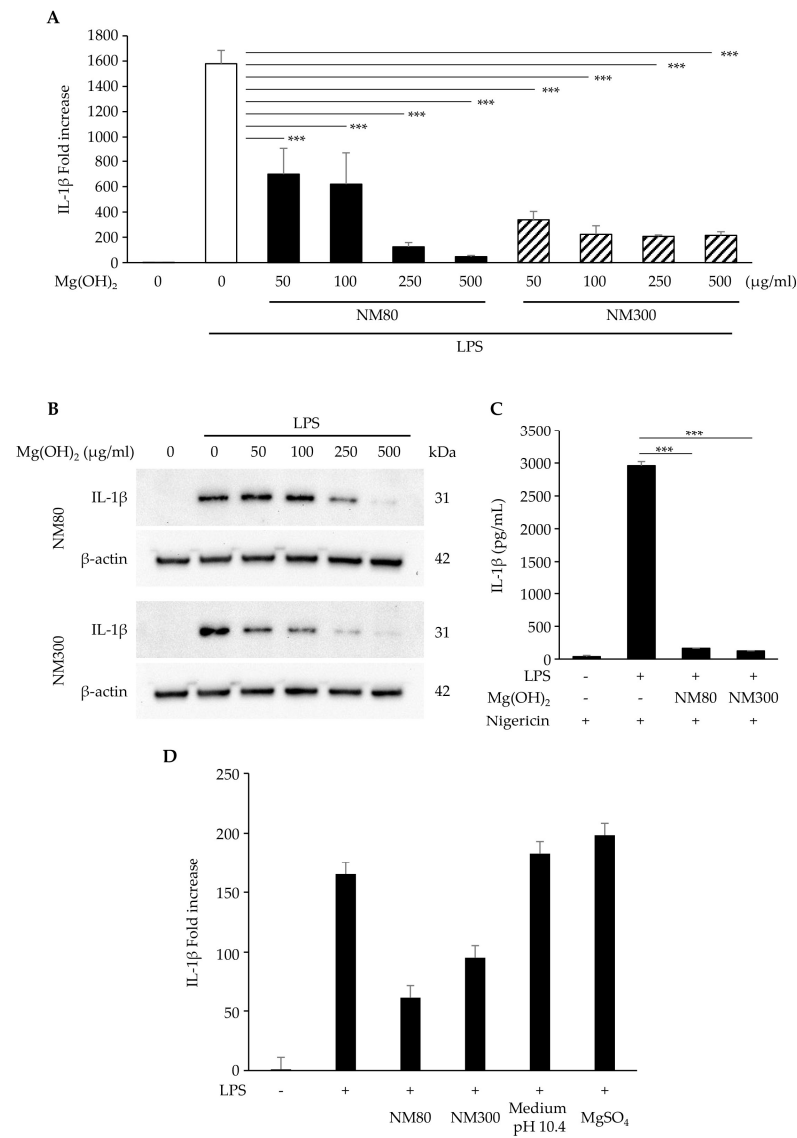 A
1800
1600
1400
1200
1000
800
600
400
200
0
IL-1β Fold increase
***
***
***
***
***
***
***
***
Mg(OH)₂ 0 0 50 100 250 500 50 100 250 500 (μg/ml)
NM80 NM300
LPS
B
LPS
Mg(OH)₂ (μg/ml) 0 0 50 100 250 500 kDa
NM80
IL-1β 31
β-actin 42
NM300
IL-1β 31
β-actin 42
C
3500
3000
2500
2000
1500
1000
500
0
IL-1β (pg/mL)
***
***
LPS - + + +
Mg(OH)₂ - - NM80 NM300
Nigericin + + + +
D
250
200
150
100
50
0
IL-1β Fold increase
LPS - + + + + +
NM80 NM300 Medium pH 10.4 MgSO₄